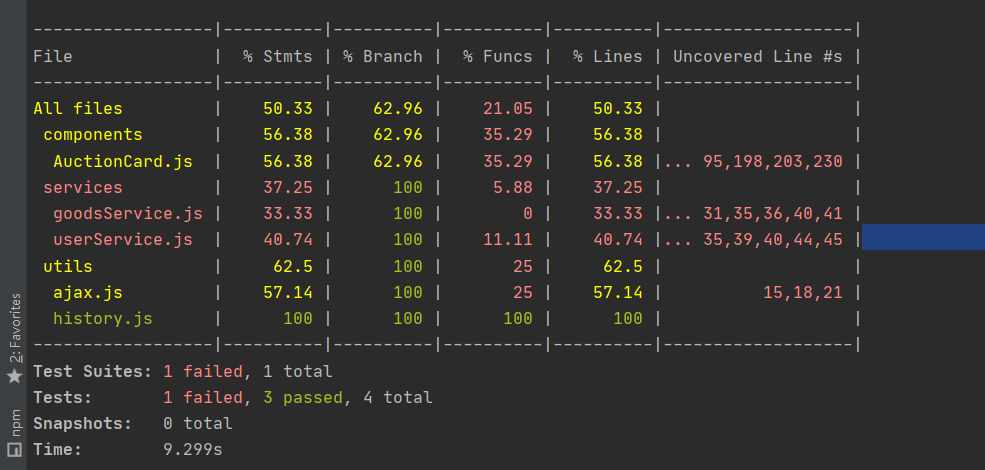 ------------------|----------|----------|----------|----------|-------------------|
File              |  % Stmts | % Branch |  % Funcs |  % Lines | Uncovered Line #s |
------------------|----------|----------|----------|----------|-------------------|
All files         |    50.33 |    62.96 |    21.05 |    50.33 |                   |
 components       |    56.38 |    62.96 |    35.29 |    56.38 |                   |
  AuctionCard.js  |    56.38 |    62.96 |    35.29 |    56.38 |... 95,198,203,230 |
 services         |    37.25 |      100 |     5.88 |    37.25 |                   |
  goodsService.js |    33.33 |      100 |        0 |    33.33 |... 31,35,36,40,41 |
  userService.js  |    40.74 |      100 |    11.11 |    40.74 |... 35,39,40,44,45 |
 utils            |     62.5 |      100 |       25 |     62.5 |                   |
  ajax.js         |    57.14 |      100 |       25 |    57.14 |          15,18,21 |
  history.js      |      100 |      100 |      100 |      100 |                   |
------------------|----------|----------|----------|----------|-------------------|
Test Suites: 1 failed, 1 total
Tests:       1 failed, 3 passed, 4 total
Snapshots:   0 total
Time:        9.299s
2: Favorites
npm